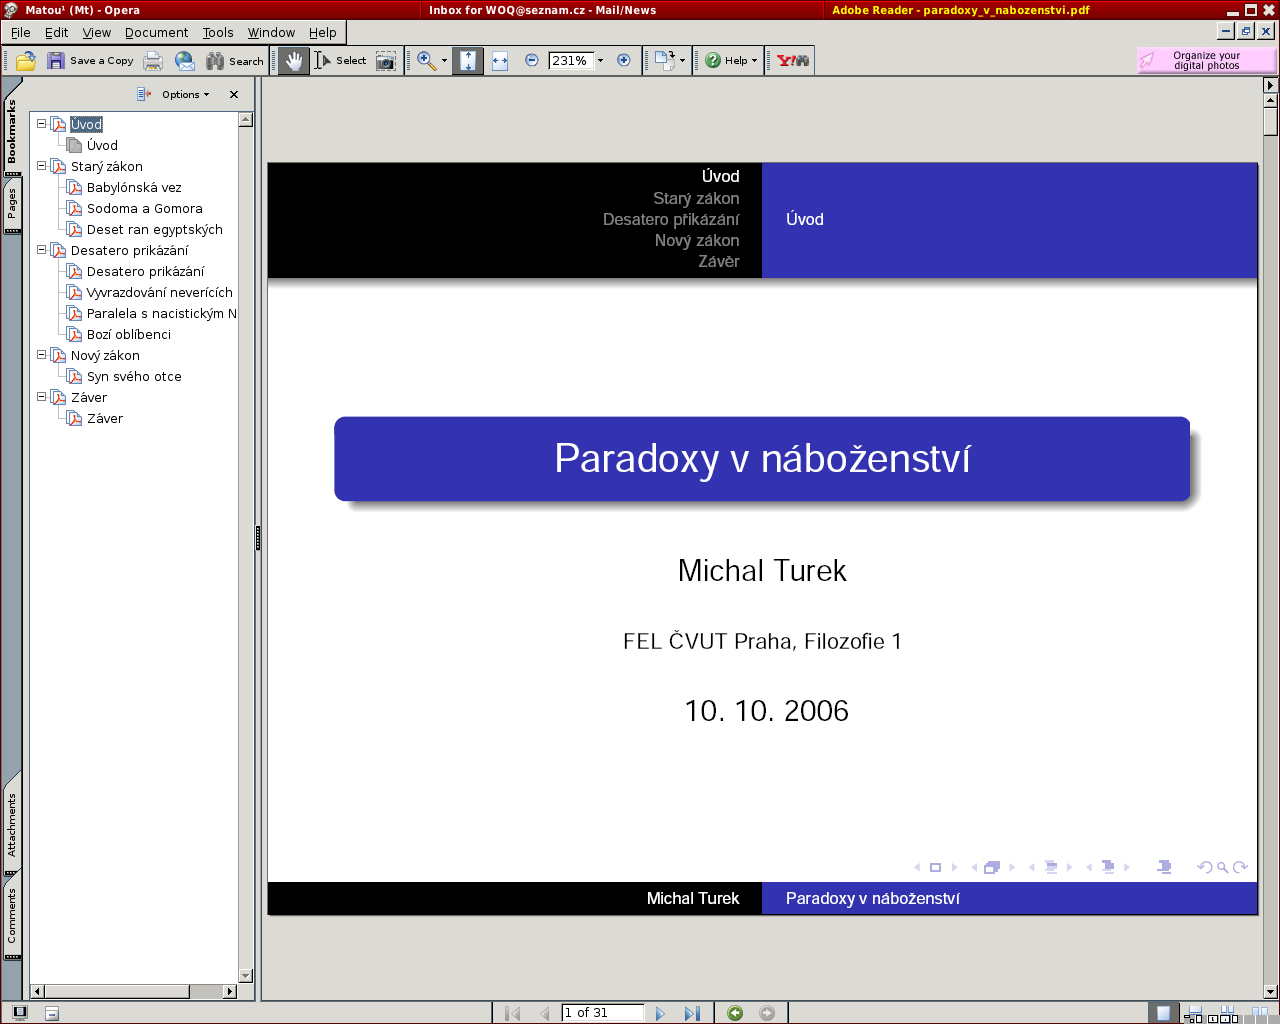 Matou¹ (Mt) - Opera
Inbox for WOQ@seznam.cz - Mail/News
Adobe Reader - paradoxy_v_nabozenstvi.pdf
File Edit View Document Tools Window Help
Save a Copy
Search
Select
231%
Help
Y!
Organize your
digital photos
Bookmarks
Pages
Attachments
Comments
Options
Úvod
Úvod
Starý zákon
Babylónská vez
Sodoma a Gomora
Deset ran egyptských
Desatero prikázání
Desatero prikázání
Vyvrazdování neverících
Paralela s nacistickým N
Bozí oblíbenci
Nový zákon
Syn svého otce
Záver
Záver
Úvod
Starý zákon
Desatero přikázání
Nový zákon
Závěr
Úvod
Paradoxy v náboženství
Michal Turek
FEL ČVUT Praha, Filozofie 1
10. 10. 2006
Michal Turek
Paradoxy v náboženství
1 of 31